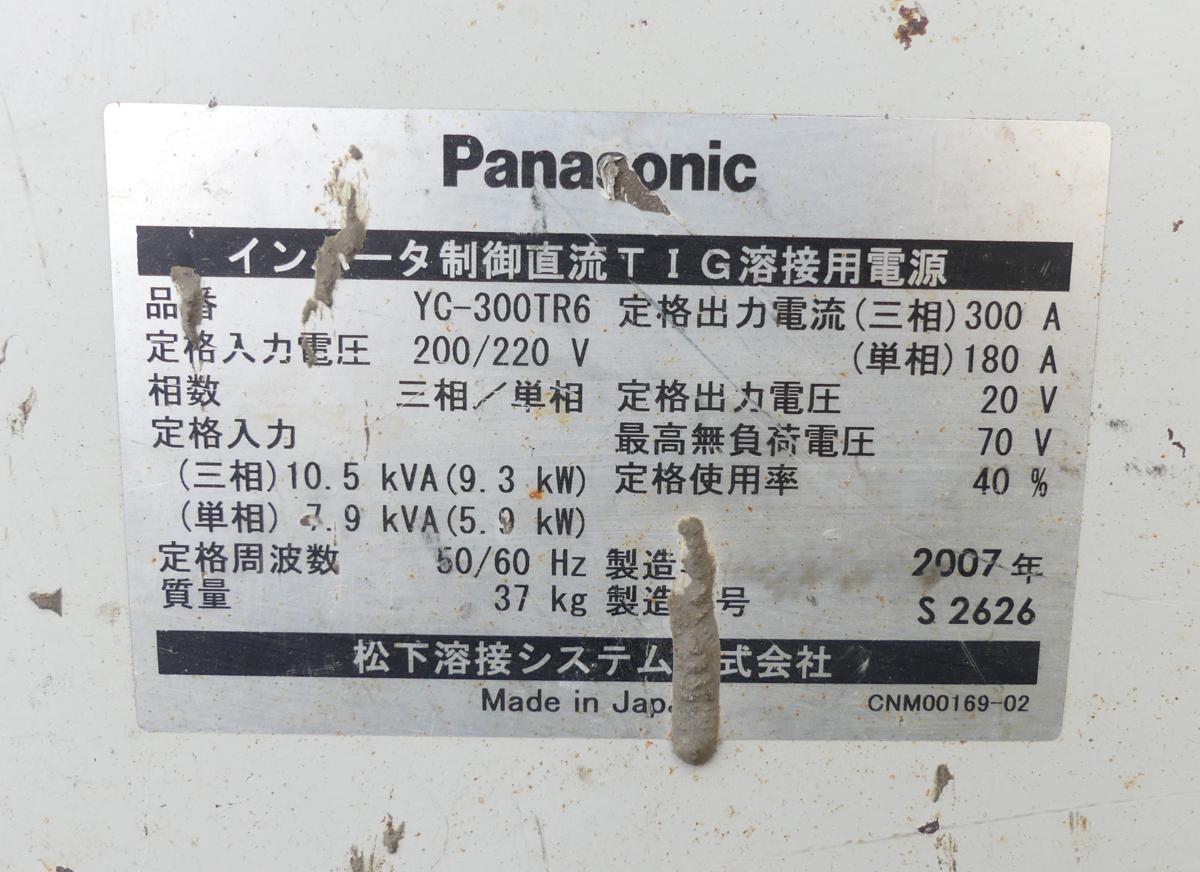 Panasonic
インバータ制御直流TIG溶接用電源
品番 YC-300TR6
定格入力電圧 200/220 V
相数 三相／単相
定格入力
(三相)10.5 kVA(9.3 kW)
(単相) 7.9 kVA(5.9 kW)
定格周波数 50/60 Hz
質量 37 kg
定格出力電流(三相)300 A
(単相)180 A
定格出力電圧 20 V
最高無負荷電圧 70 V
定格使用率 40 %
製造 2007年
製造 号 S 2626
松下溶接システム 式会社
Made in
CNM00169-02